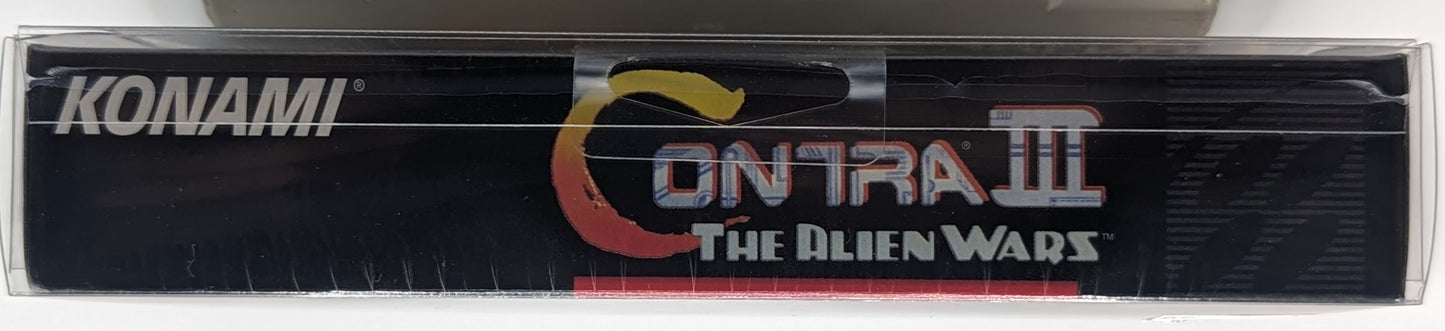 KONAMI®
CONTRA® III
THE ALIEN WARS™